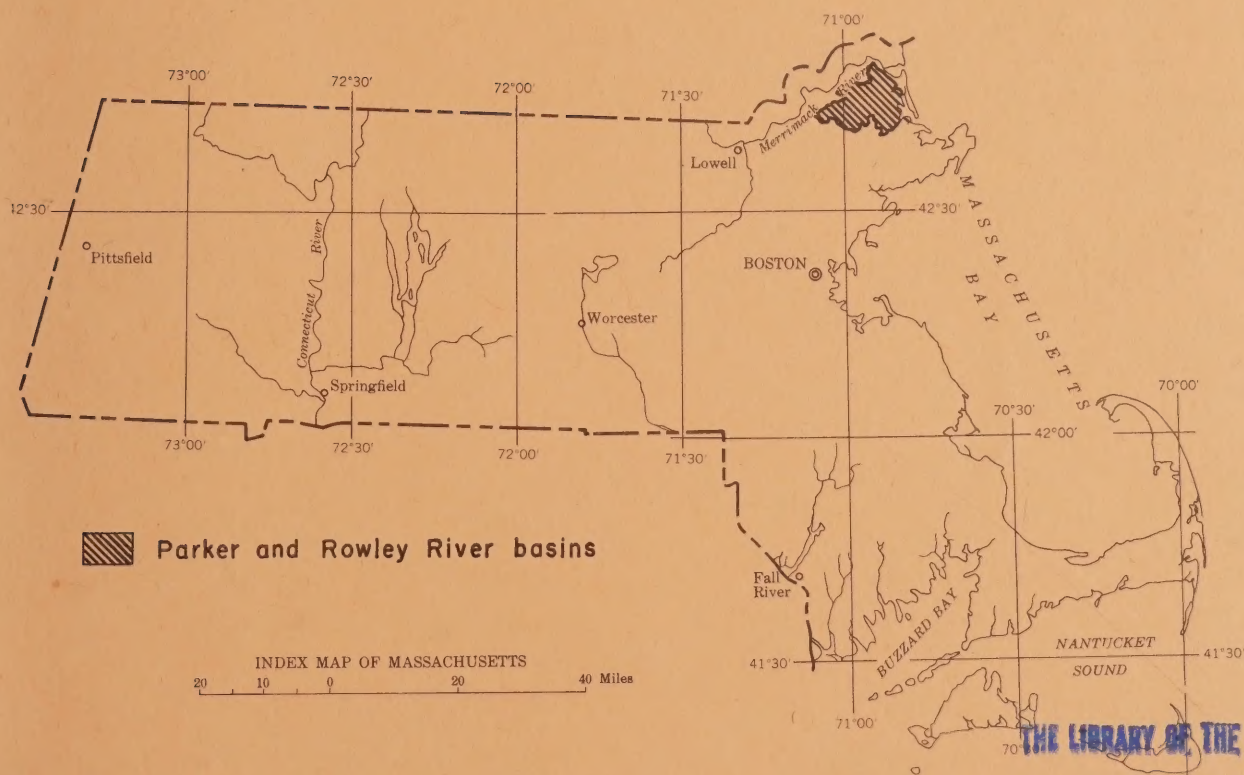 71°00'
73°00'
72°30'
72°00'
71°30'
Merrimack River
Lowell
42°30'
42°30'
MASSACHUSETTS
BAY
Pittsfield
Connecticut River
BOSTON
Worcester
Springfield
70°00'
70°30'
73°00'
72°30'
72°00'
71°30'
42°00'
Parker and Rowley River basins
Fall
River
BUZZARD BAY
INDEX MAP OF MASSACHUSETTS
NANTUCKET
SOUND
41°30'
41°30'
20 10 0 20 40 Miles
71°00'
THE LIBRARY OF THE